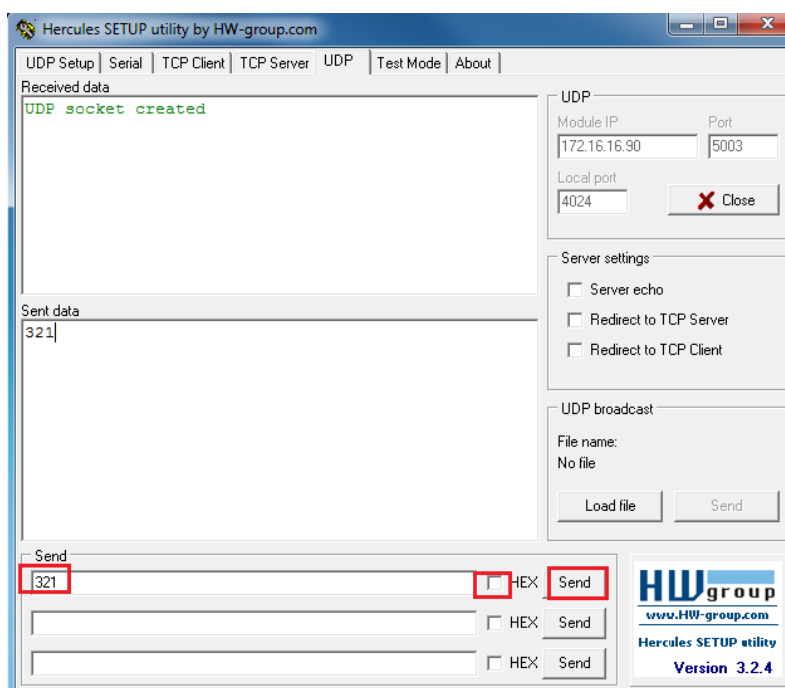 Hercules SETUP utility by HW-group.com
UDP Setup Serial TCP Client TCP Server UDP Test Mode About
Received data
UDP socket created
UDP
Module IP Port
172.16.16.90 5003
Local port
4024 Close
Server settings
Server echo
Redirect to TCP Server
Redirect to TCP Client
Sent data
321
UDP broadcast
File name:
No file
Load file Send
Send
321 HEX Send
HEX Send
HEX Send
HW group
www.HW-group.com
Hercules SETUP utility
Version 3.2.4